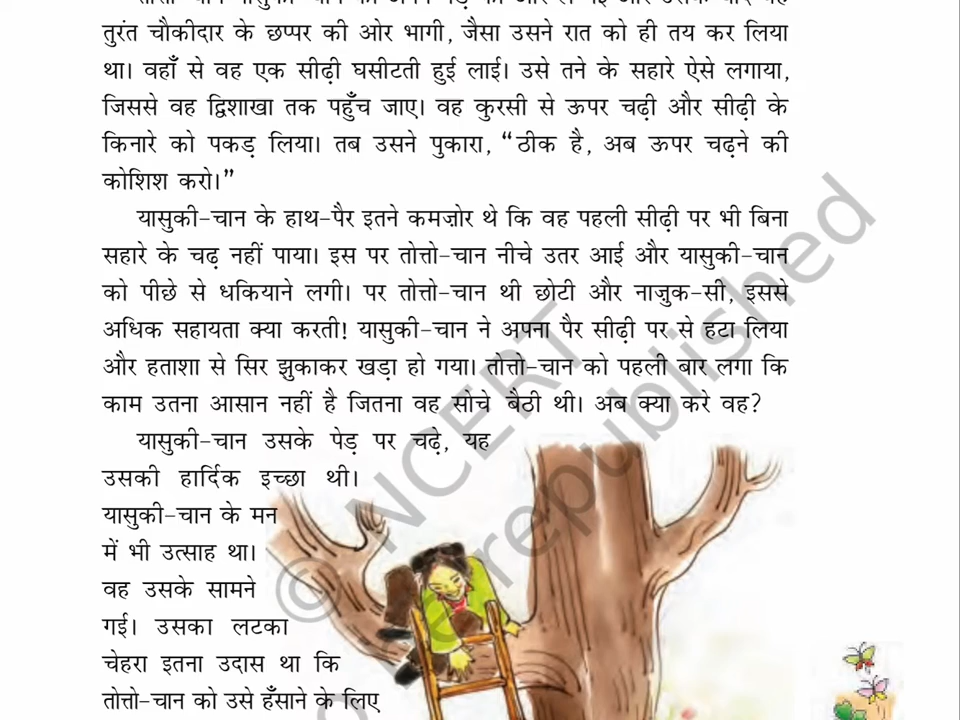 तुरंत चौकीदार के छप्पर की ओर भागी, जैसा उसने रात को ही तय कर लिया
था। वहाँ से वह एक सीढ़ी घसीटती हुई लाई। उसे तने के सहारे ऐसे लगाया,
जिससे वह द्विशाखा तक पहुँच जाए। वह कुरसी से ऊपर चढ़ी और सीढ़ी के
किनारे को पकड़ लिया। तब उसने पुकारा, “ठीक है, अब ऊपर चढ़ने की
कोशिश करो।”
यासुकी-चान के हाथ-पैर इतने कमज़ोर थे कि वह पहली सीढ़ी पर भी बिना
सहारे के चढ़ नहीं पाया। इस पर तोत्तो-चान नीचे उतर आई और यासुकी-चान
को पीछे से धकियाने लगी। पर तोत्तो-चान थी छोटी और नाज़ुक-सी, इससे
अधिक सहायता क्या करती! यासुकी-चान ने अपना पैर सीढ़ी पर से हटा लिया
और हताशा से सिर झुकाकर खड़ा हो गया। तोत्तो-चान को पहली बार लगा कि
काम उतना आसान नहीं है जितना वह सोचे बैठी थी। अब क्या करे वह?
यासुकी-चान उसके पेड़ पर चढ़े, यह
उसकी हार्दिक इच्छा थी।
यासुकी-चान के मन
में भी उत्साह था।
वह उसके सामने
गई। उसका लटका
चेहरा इतना उदास था कि
तोत्तो-चान को उसे हँसाने के लिए
© NCERT
republished